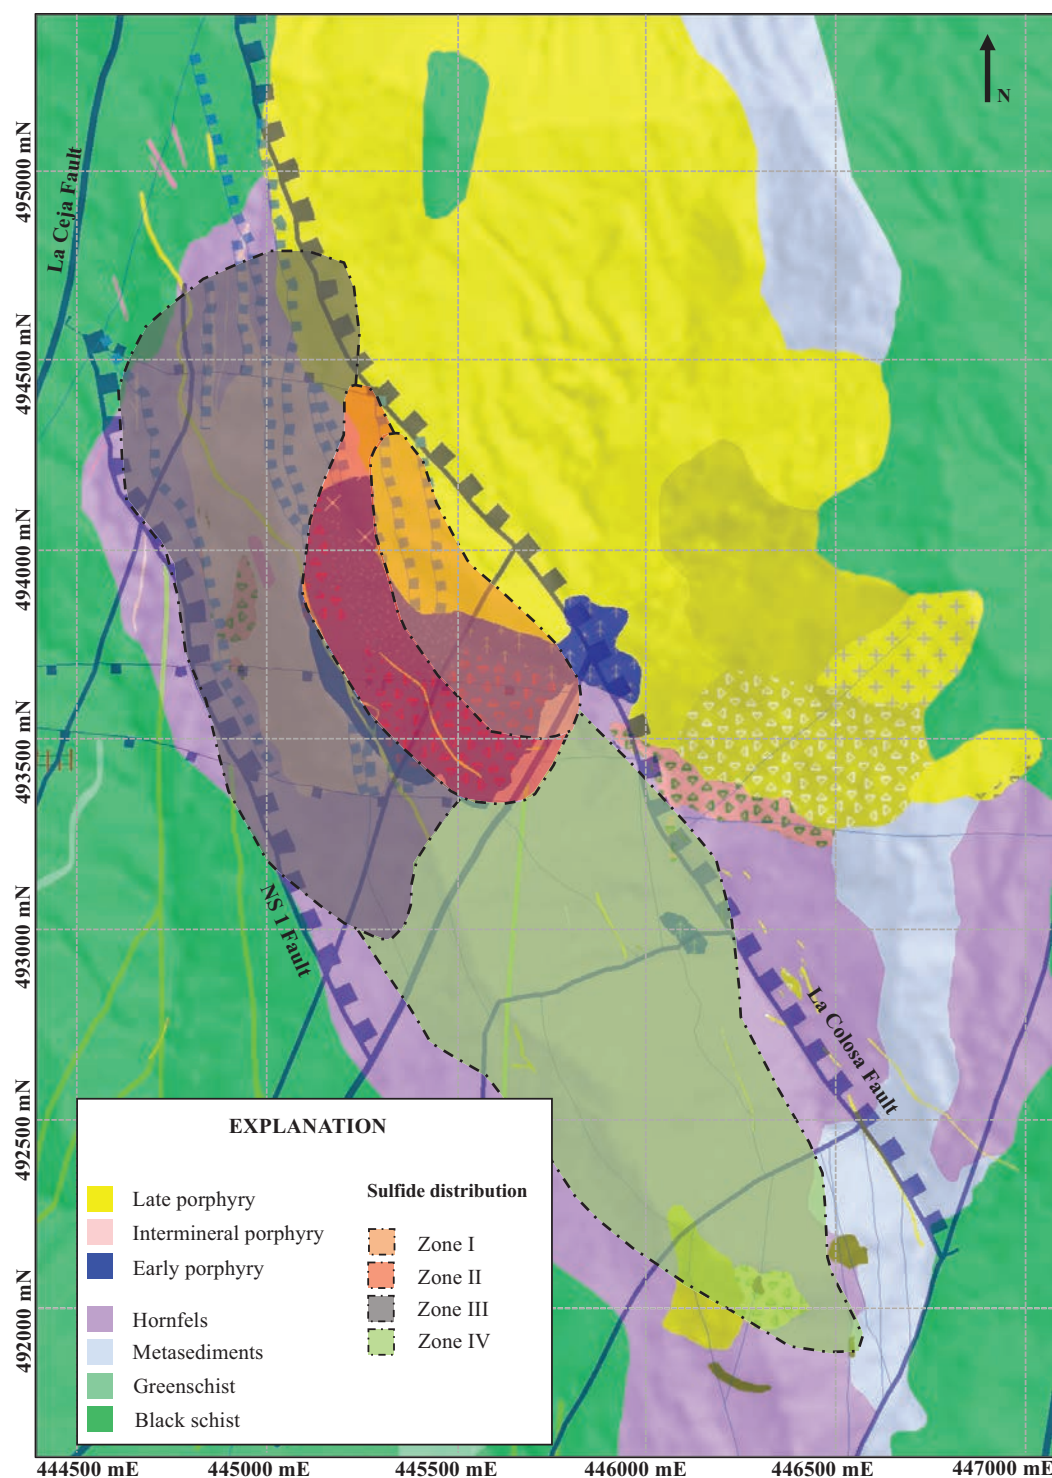 N
495000 mN
494500 mN
494000 mN
493500 mN
493000 mN
492500 mN
492000 mN
La Ceja Fault
NS 1 Fault
La Colosa Fault
EXPLANATION
Late porphyry
Intermineral porphyry
Early porphyry
Hornfels
Metasediments
Greenschist
Black schist
Sulfide distribution
Zone I
Zone II
Zone III
Zone IV
444500 mE
445000 mE
445500 mE
446000 mE
446500 mE
447000 mE